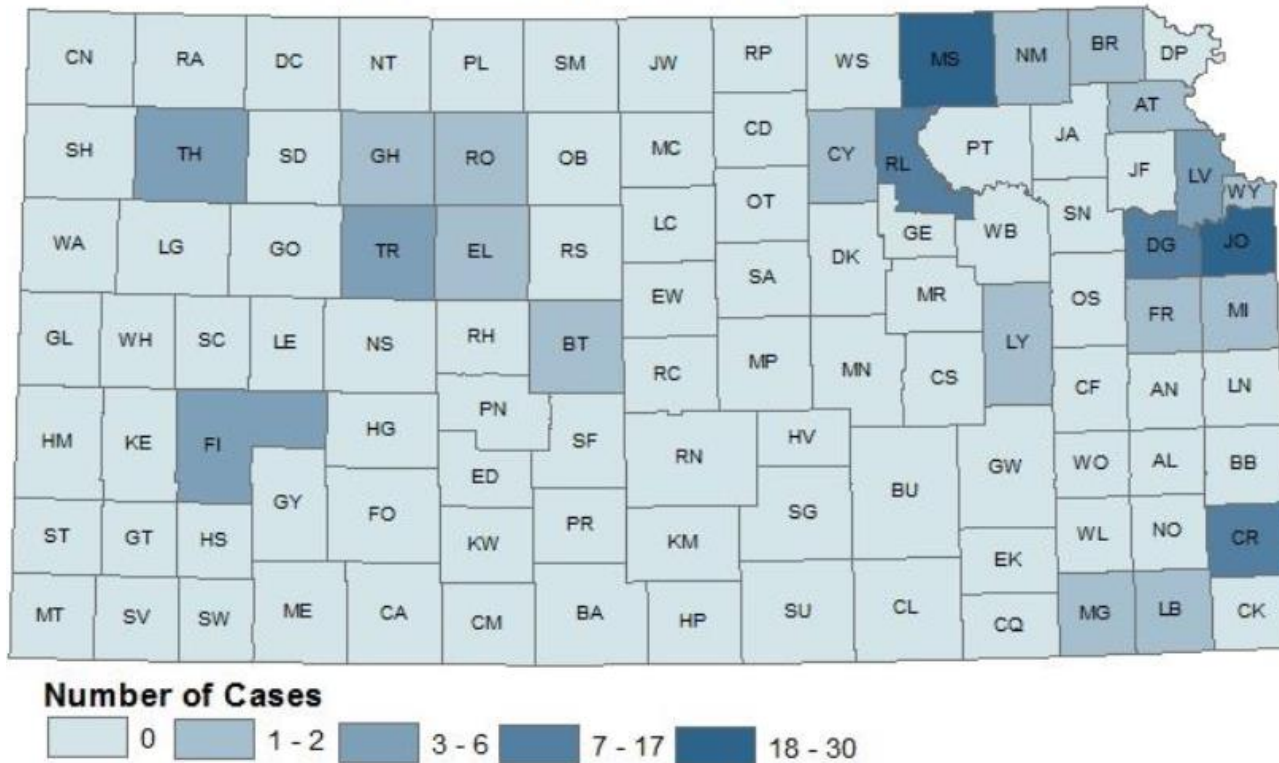 CN RA DC NT PL SM JW RP WS MS NM BR DP
AT
SH TH SD GH RO OB MC CD CY RL PT JA JF LV WY
WA LG GO TR EL RS LC OT DK GE WB SN DG JO
GL WH SC LE NS RH BT EW SA MR LY OS FR MI
HM KE FI HG PN SF RC MP MN CS CF AN LN
GY ED RN HV BU GW WO AL BB
ST GT HS FO KW PR KM SG EK WL NO CR
MT SV SW ME CA CM BA HP SU CL CQ MG LB CK
Number of Cases
0 1 - 2 3 - 6 7 - 17 18 - 30